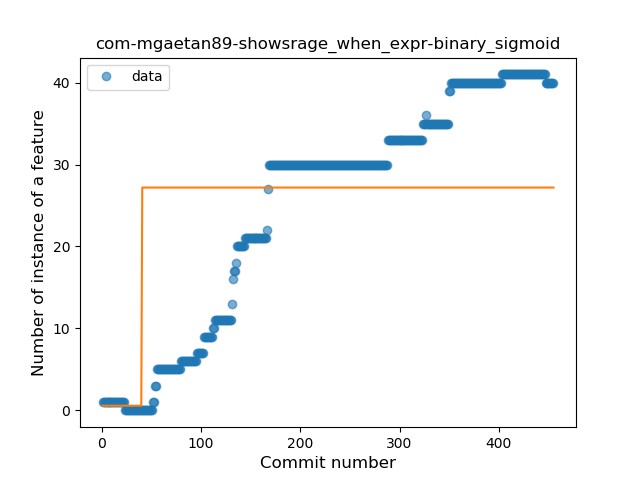 com-mgaetan89-showsrage_when_expr-binary_sigmoid
data
Number of instance of a feature
40
30
20
10
0
0 100 200 300 400
Commit number